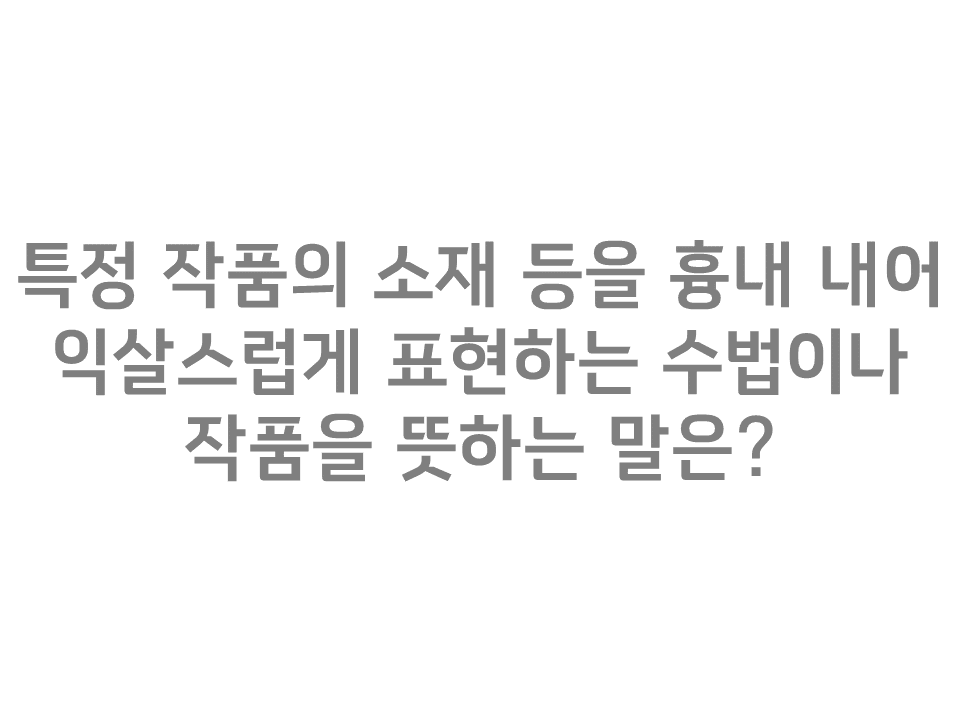 특정 작품의 소재 등을 흉내 내어
익살스럽게 표현하는 수법이나
작품을 뜻하는 말은?